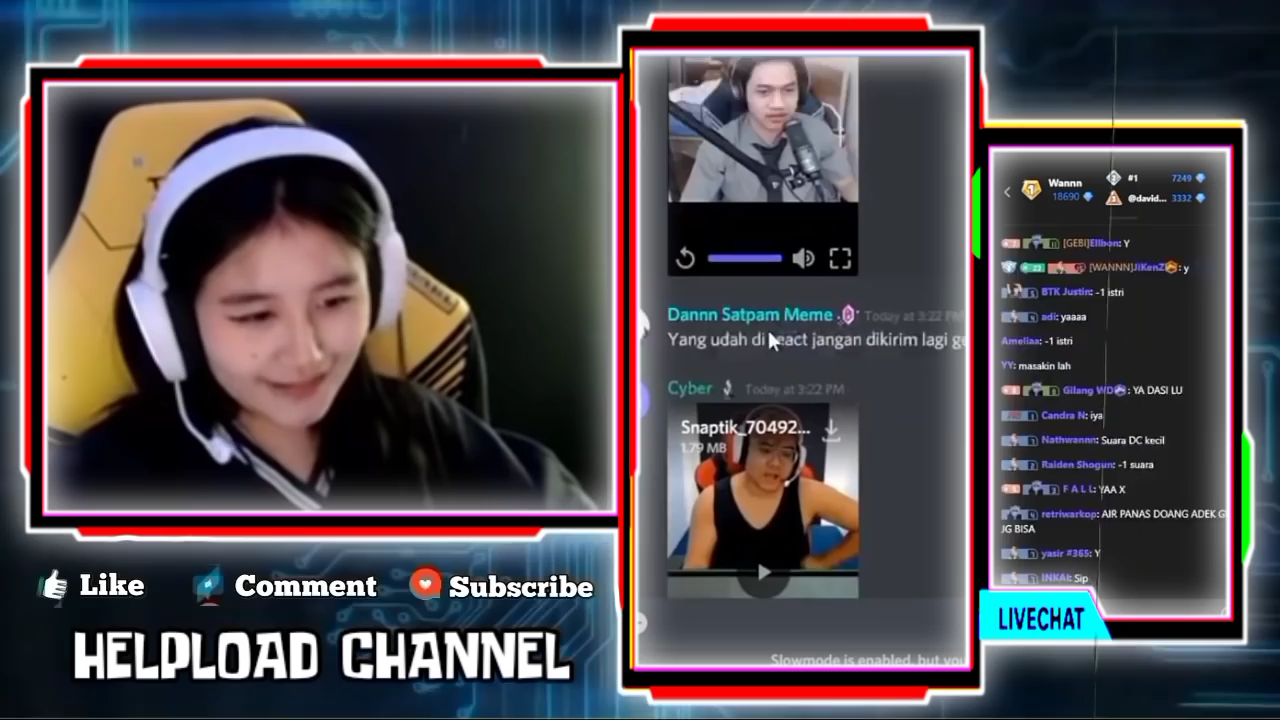 Like
Comment
Subscribe
HELPLOAD CHANNEL
Dannn Satpam Meme
Today at 3:22 PM
Yang udah di react jangan dikirim lagi ge
Cyber
Today at 3:22 PM
Snaptik_70492...
1.79 MB
Slowmode is enabled, but you
Wannn
18690
#1
7249
@david...
3332
[GEBI]Ellbon: Y
[WANNN]JiKenZ: y
BTK Justin: -1 istri
adi: yaaaa
Ameliaa: -1 istri
YY: masakin lah
Gilang WD: YA DASI LU
Candra N: iya
Nathwannn: Suara DC kecil
Raiden Shogun: -1 suara
F A L L: YAA X
retriwarkop: AIR PANAS DOANG ADEK G
JG BISA
yasir #365: Y
INKAI: Sip
LIVECHAT